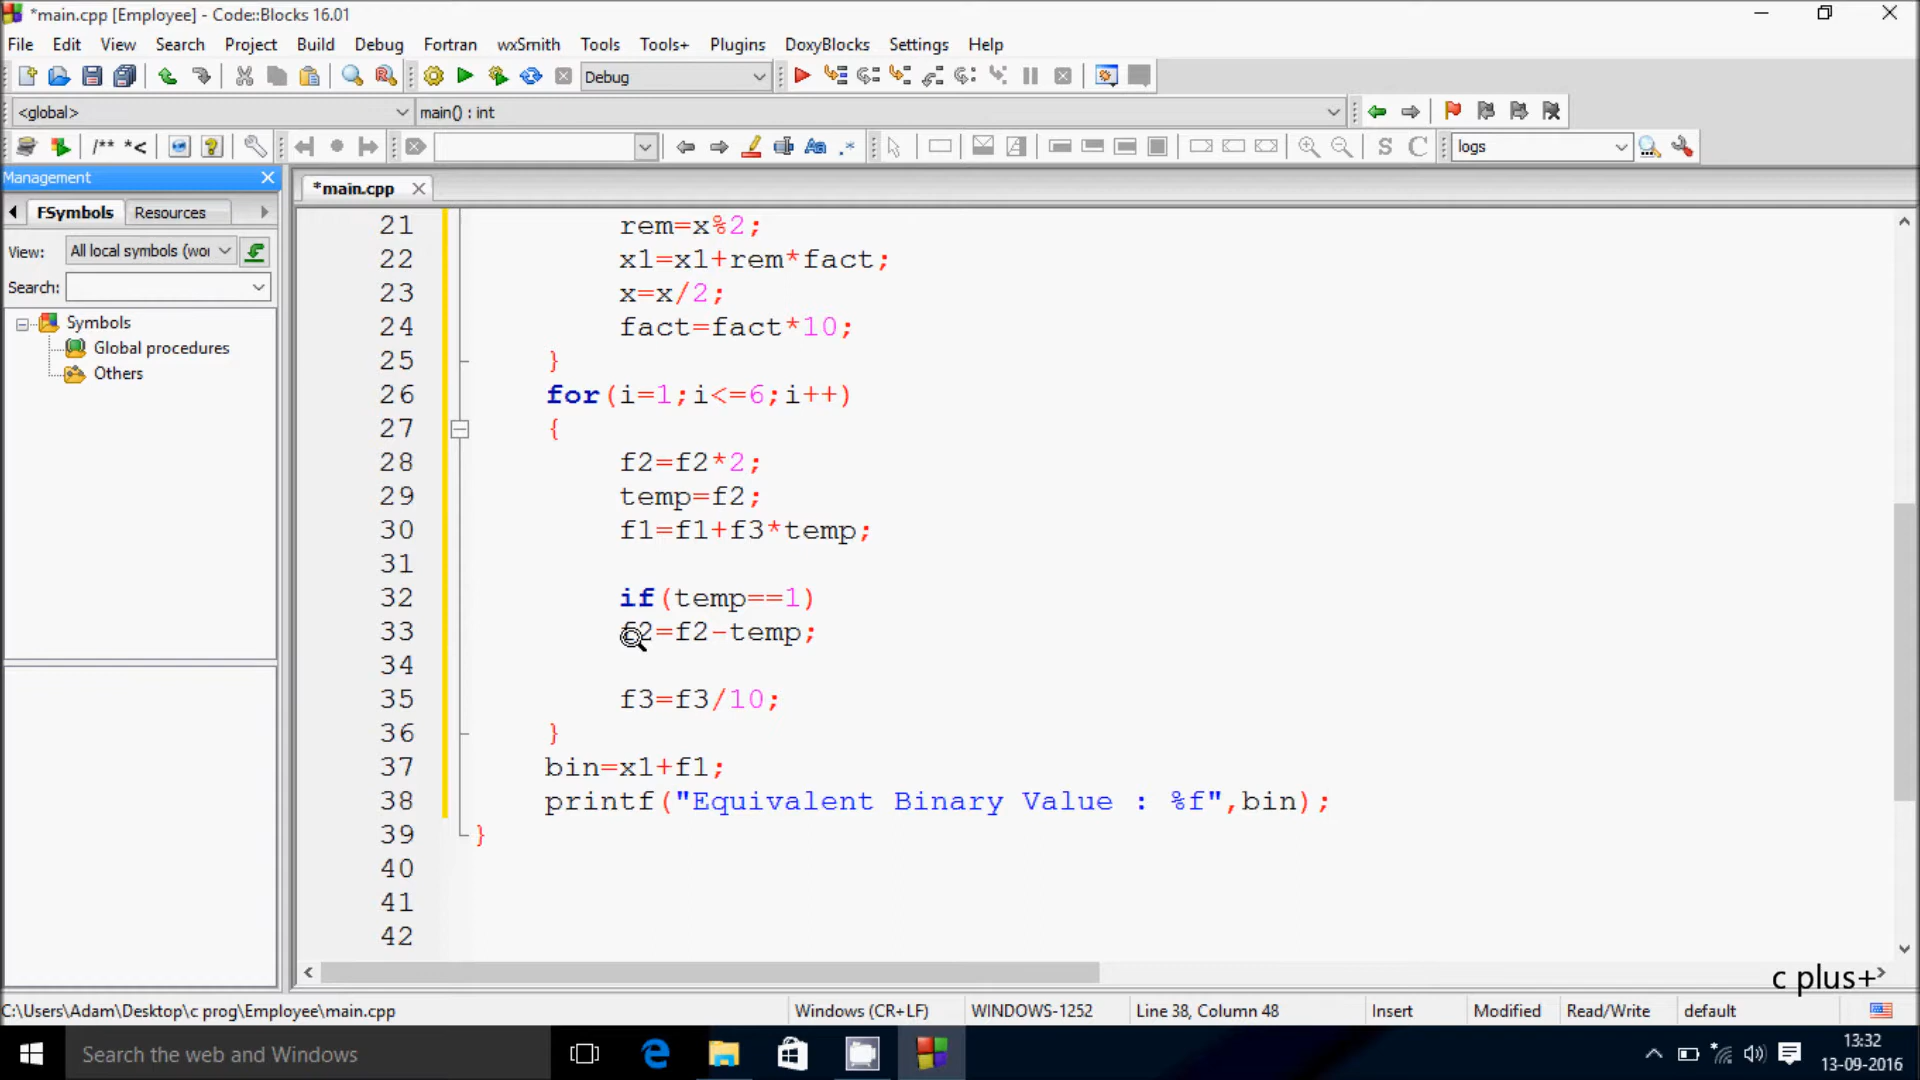 *main.cpp [Employee] - Code::Blocks 16.01
File Edit View Search Project Build Debug Fortran wxSmith Tools Tools+ Plugins DoxyBlocks Settings Help
Debug
<global> main() : int
/** *< S C logs
Management
*main.cpp
FSymbols Resources
View: All local symbols (wor
Search:
Symbols
Global procedures
Others
21 rem=x%2;
22 x1=x1+rem*fact;
23 x=x/2;
24 fact=fact*10;
25 }
26 for(i=1;i<=6;i++)
27 {
28 f2=f2*2;
29 temp=f2;
30 f1=f1+f3*temp;
31
32 if(temp==1)
33 f2=f2-temp;
34
35 f3=f3/10;
36 }
37 bin=x1+f1;
38 printf("Equivalent Binary Value : %f",bin);
39 }
40
41
42
c plus+
C:\Users\Adam\Desktop\c prog\Employee\main.cpp Windows (CR+LF) WINDOWS-1252 Line 38, Column 48 Insert Modified Read/Write default
Search the web and Windows
13:32
13-09-2016